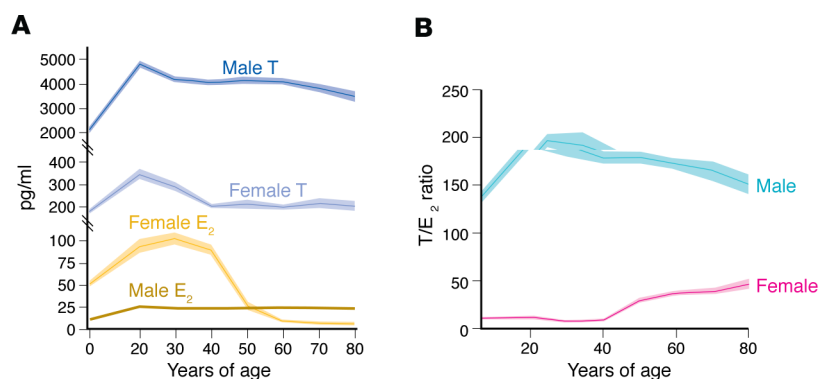 A
5000
4000
3000
2000
400
300
200
100
75
50
25
0
pg/ml
Male T
Female T
Female E2
Male E2
0 20 30 40 50 60 70 80
Years of age
B
250
200
150
100
50
0
T/E2 ratio
Male
Female
20 40 60 80
Years of age